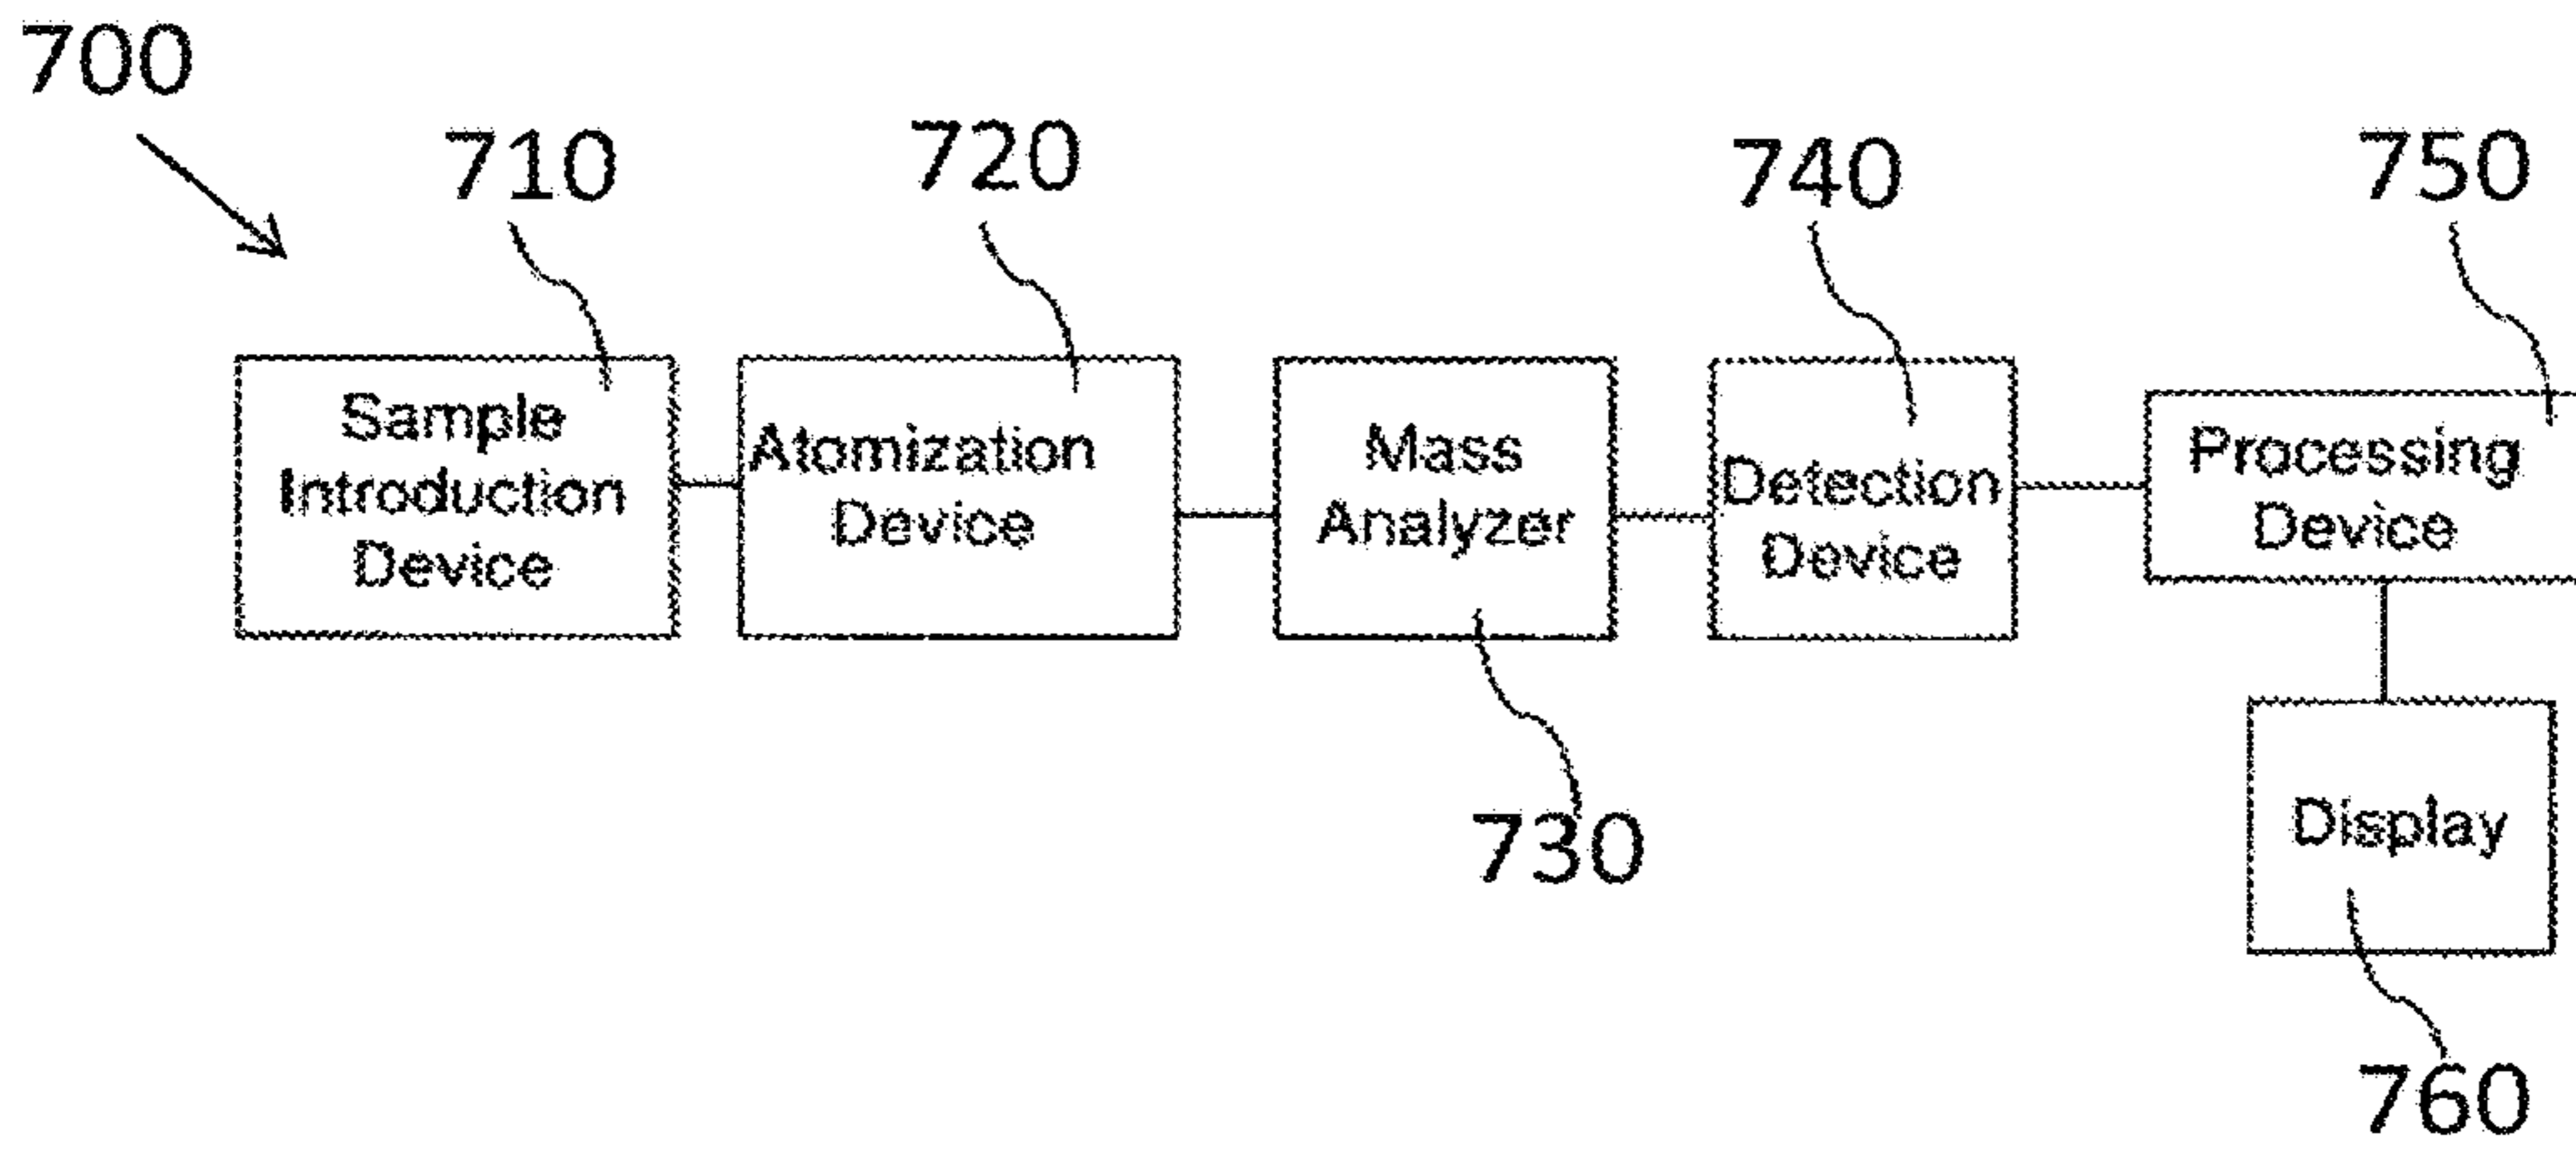 700
710
720
740
750
Sample
Introduction
Device
Atomization
Device
Mass
Analyzer
Detection
Device
Processing
Device
730
Display
760